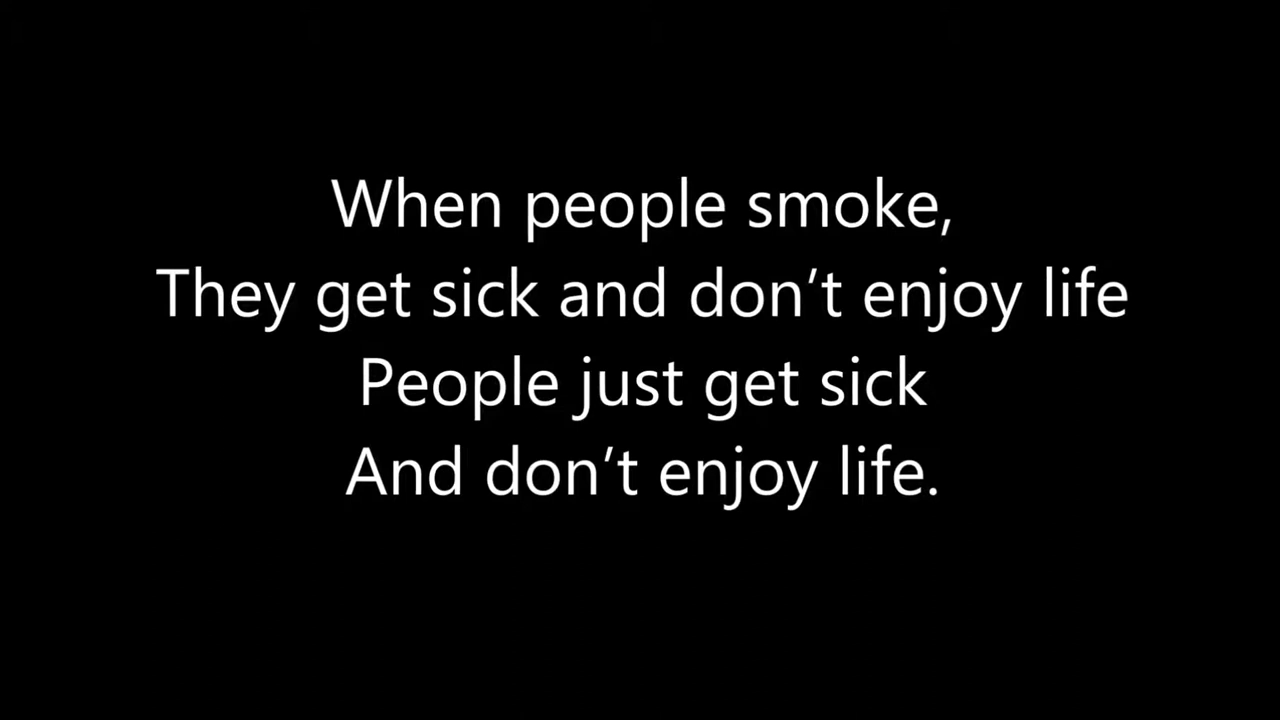 When people smoke,
They get sick and don’t enjoy life
People just get sick
And don’t enjoy life.